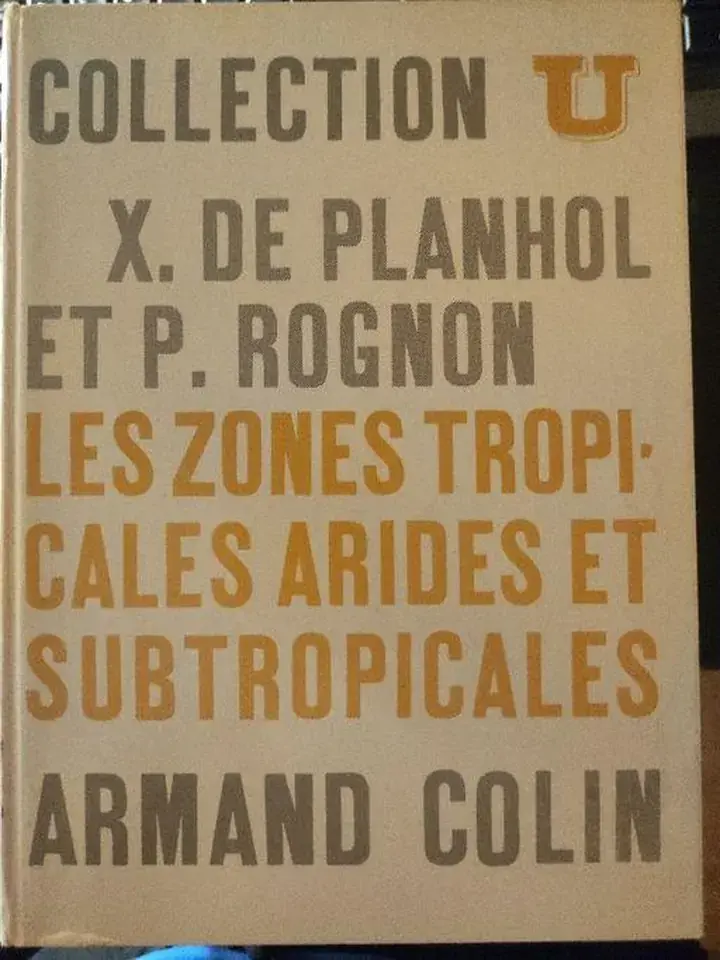 COLLECTION U
X. DE PLANHOL
ET P. ROGNON
LES ZONES TROPI-
CALES ARIDES ET
SUBTROPICALES
ARMAND COLIN